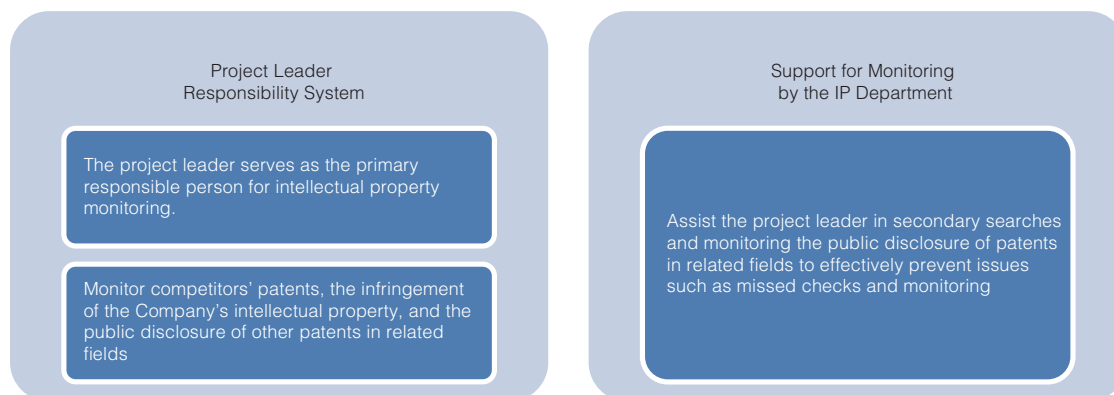 Project Leader
Responsibility System
The project leader serves as the primary
responsible person for intellectual property
monitoring.
Monitor competitors’ patents, the infringement
of the Company’s intellectual property, and the
public disclosure of other patents in related
fields
Support for Monitoring
by the IP Department
Assist the project leader in secondary searches
and monitoring the public disclosure of patents
in related fields to effectively prevent issues
such as missed checks and monitoring